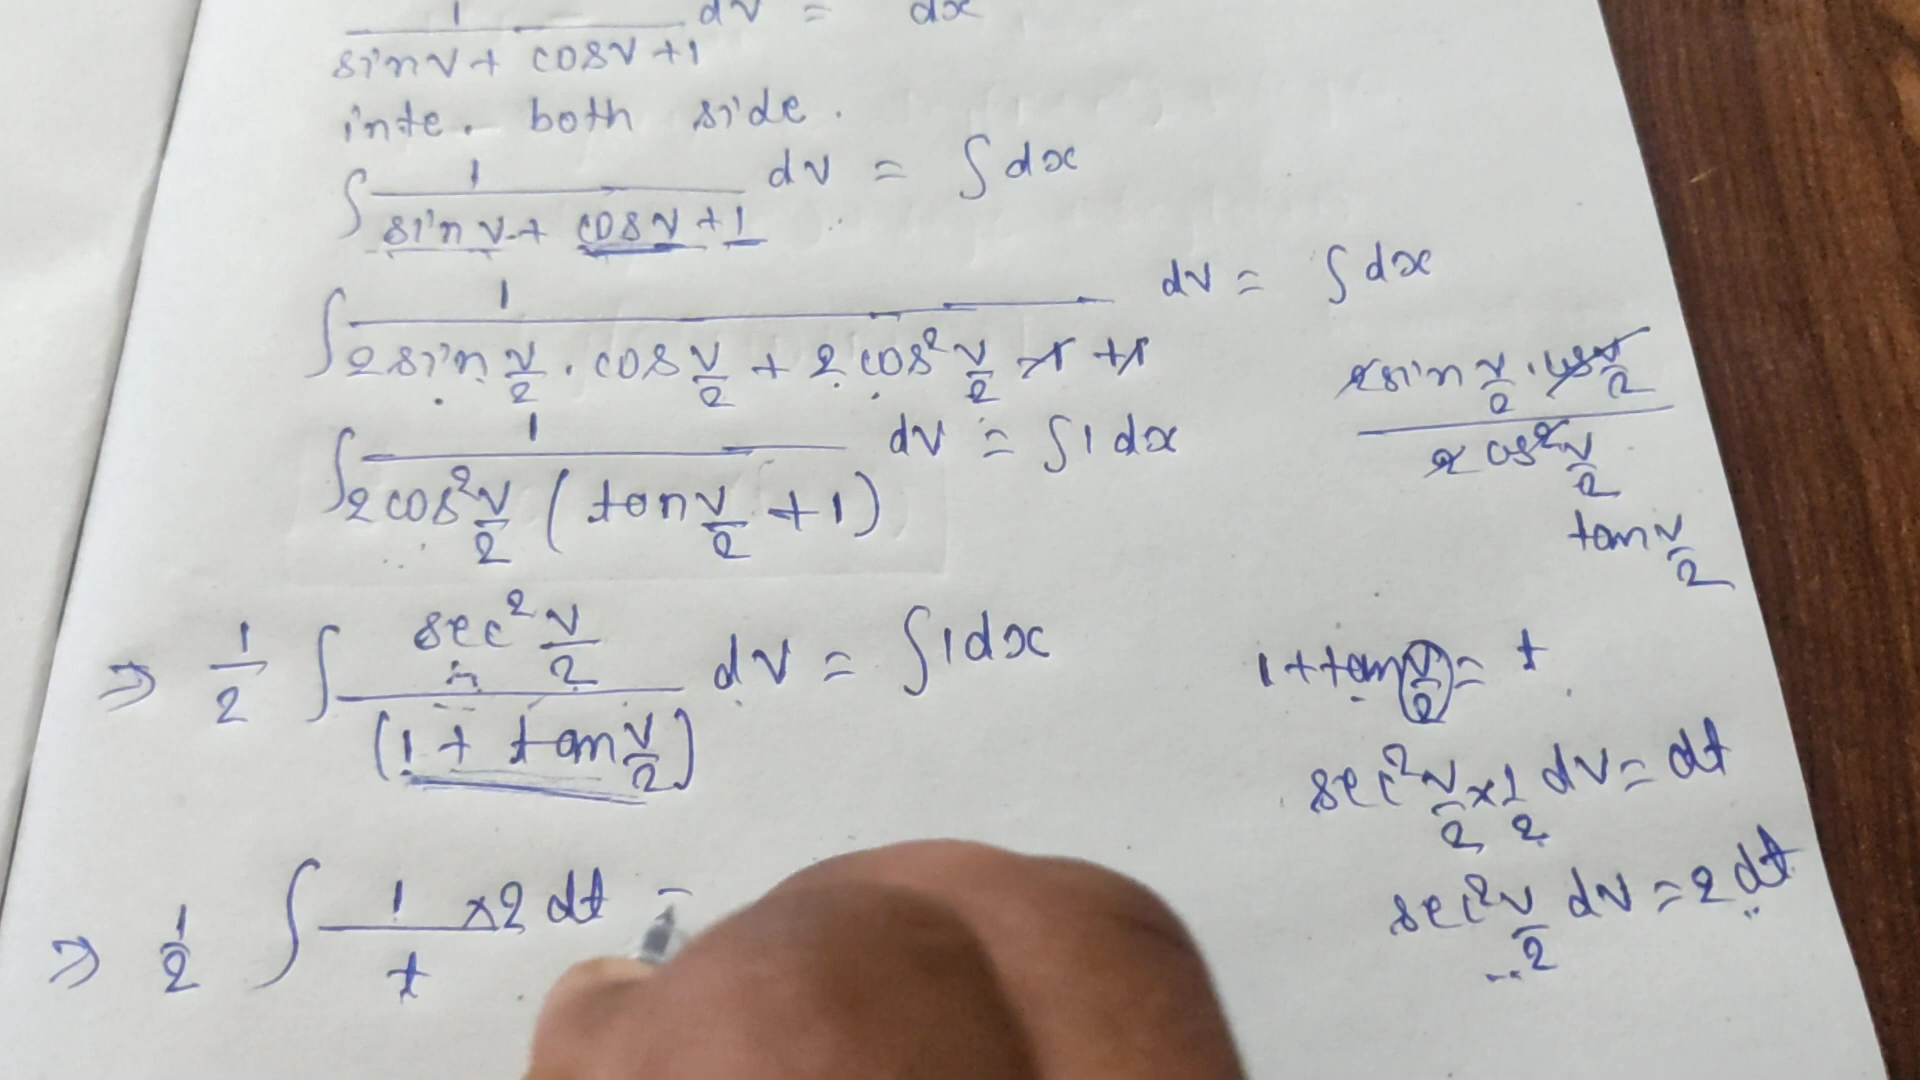 1/(sin v + cos v + 1) dv = dx
inte. both side.
∫ 1/(sin v + cos v + 1) dv = ∫ dx
∫ 1/(2 sin v/2 . cos v/2 + 2 cos² v/2 - 1 + 1) dv = ∫ dx
2 sin v/2 . cos v/2
2 cos² v/2
tan v/2
∫ 1/(2 cos² v/2 (tan v/2 + 1)) dv = ∫ 1 dx
⇒ 1/2 ∫ sec² v/2 / (1 + tan v/2) dv = ∫ 1 dx
1 + tan v/2 = t
sec² v/2 × 1/2 dv = dt
sec² v/2 dv = 2 dt
⇒ 1/2 ∫ 1/t × 2 dt =